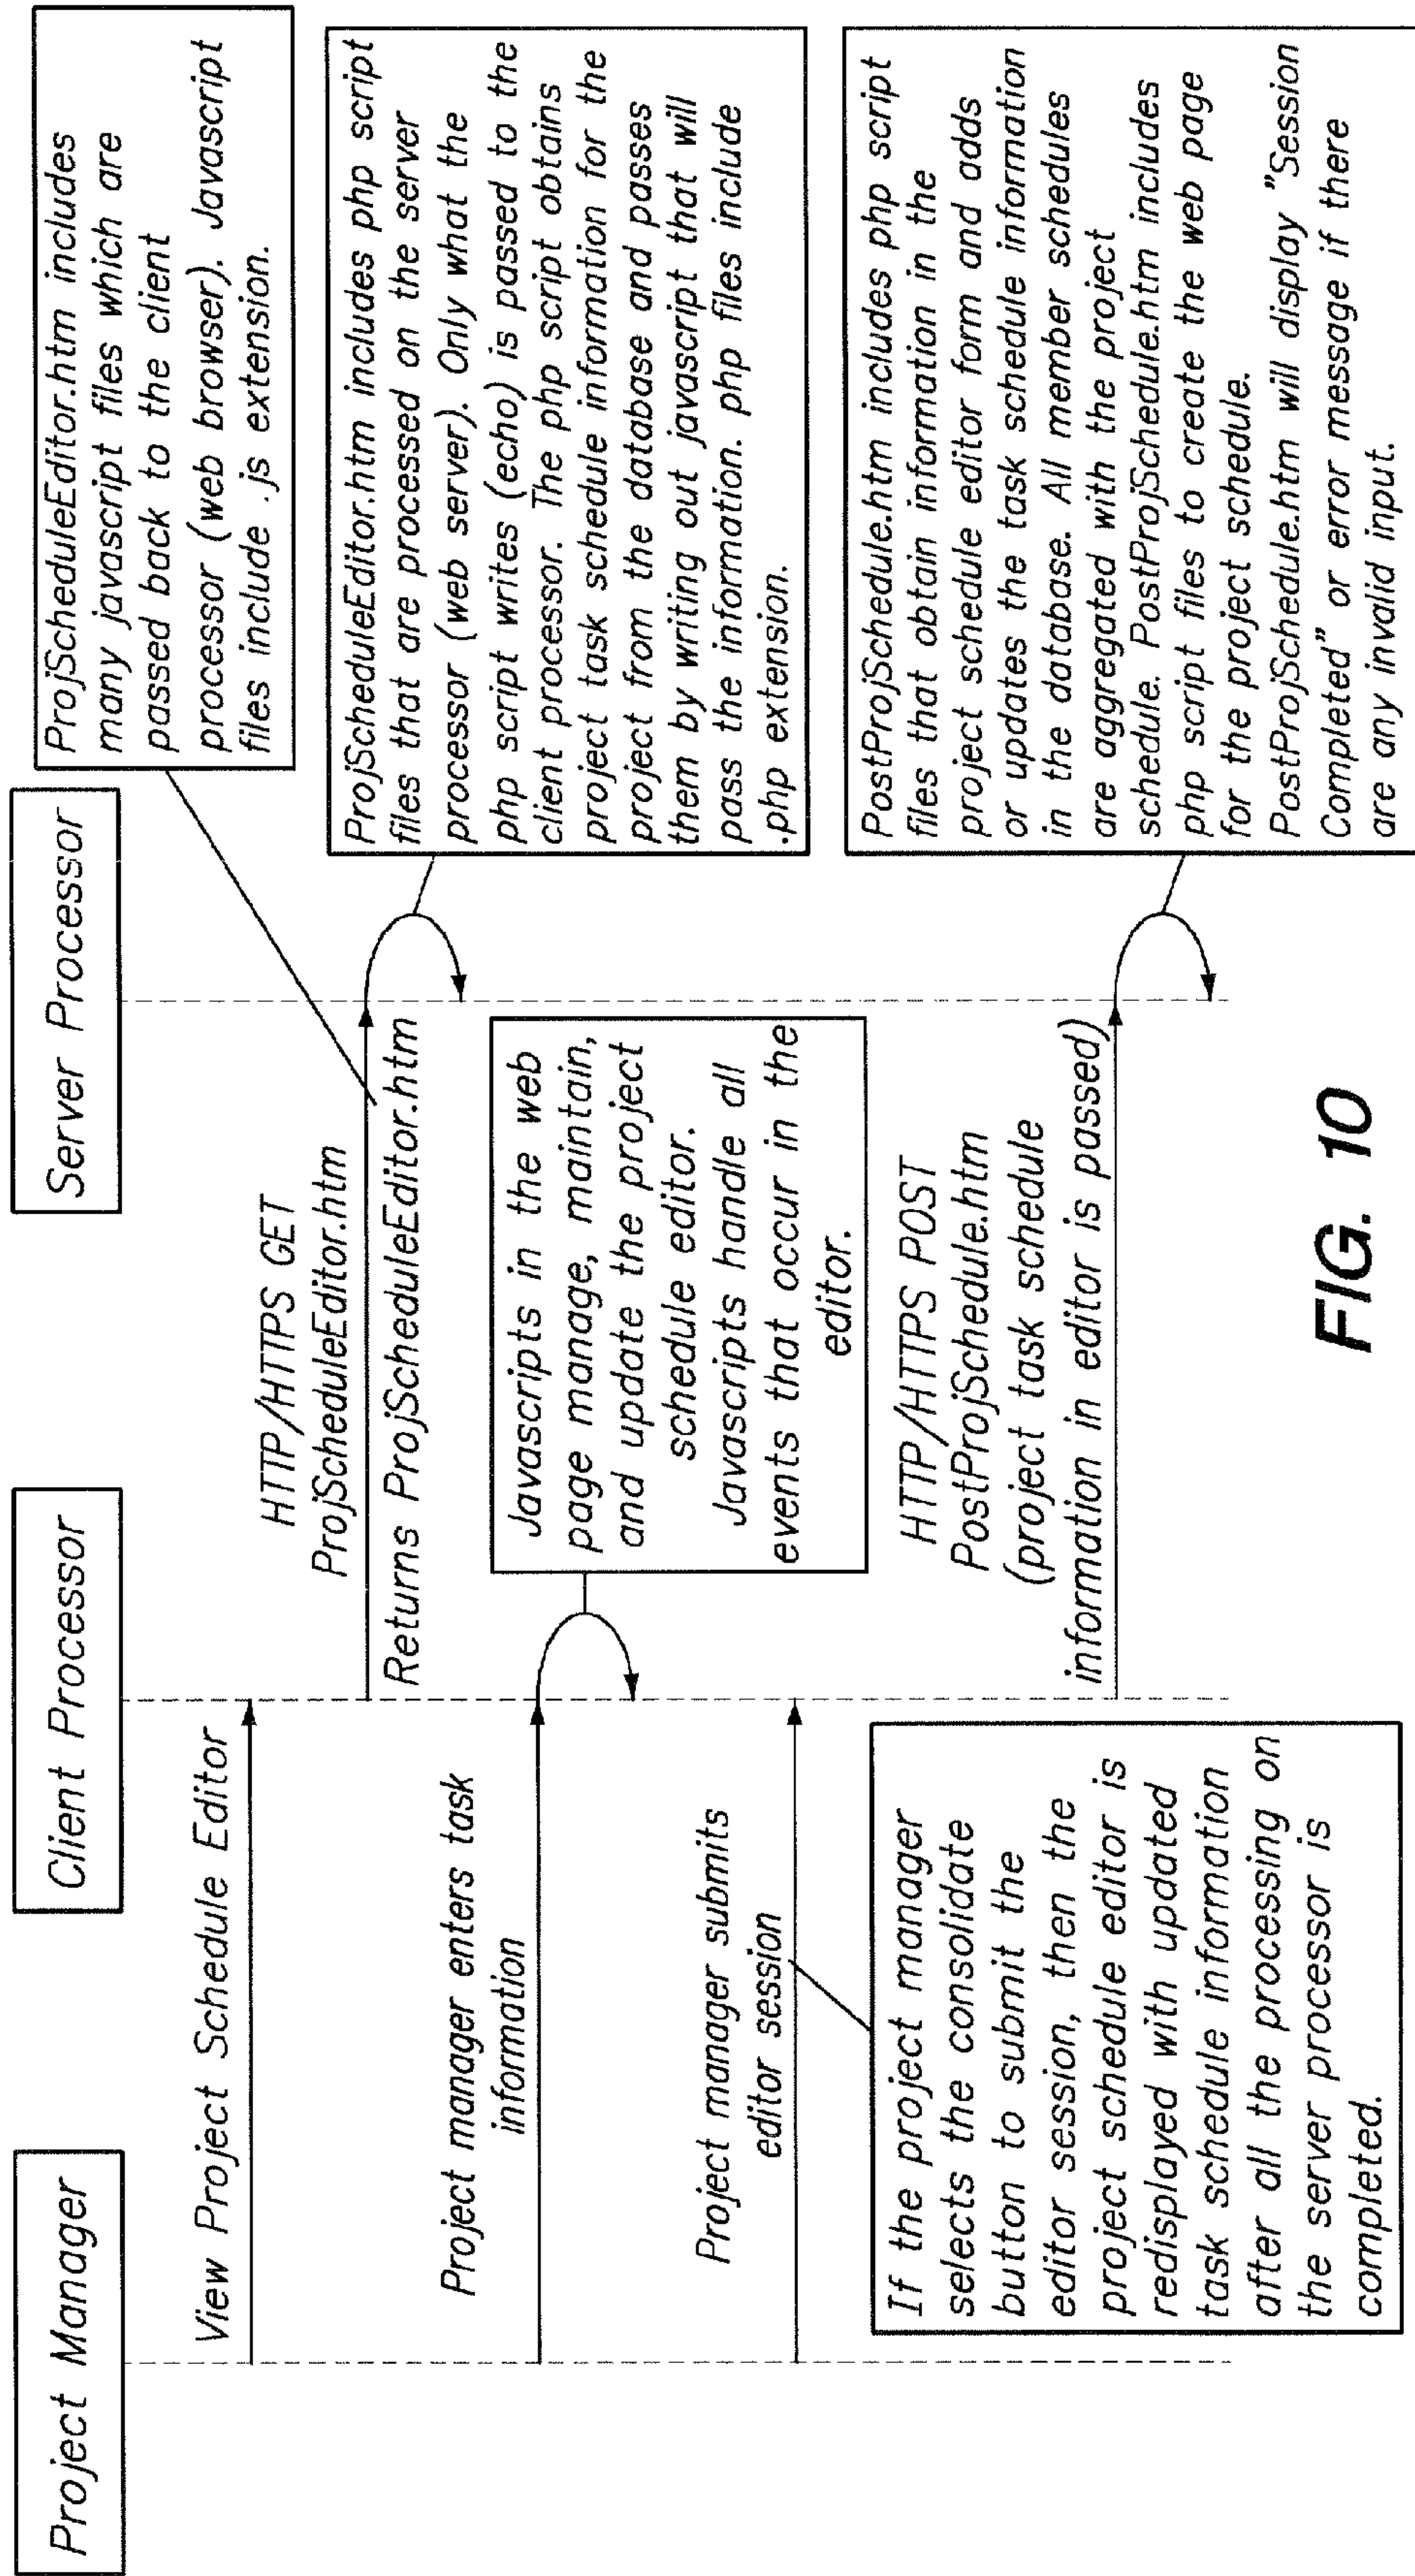 Project Manager
Client Processor
Server Processor
View Project Schedule Editor
HTTP/HTTPS GET
ProjScheduleEditor.htm
Returns ProjScheduleEditor.htm
ProjScheduleEditor.htm includes
many javascript files which are
passed back to the client
processor (web browser). Javascript
files include .js extension.
ProjScheduleEditor.htm includes php script
files that are processed on the server
processor (web server). Only what the
php script writes (echo) is passed to the
client processor. The php script obtains
project task schedule information for the
project from the database and passes
them by writing out javascript that will
pass the information. php files include
.php extension.
Project manager enters task
information
Javascripts in the web
page manage, maintain,
and update the project
schedule editor.
Javascripts handle all
events that occur in the
editor.
Project manager submits
editor session
If the project manager
selects the consolidate
button to submit the
editor session, then the
project schedule editor is
redisplayed with updated
task schedule information
after all the processing on
the server processor is
completed.
HTTP/HTTPS POST
PostProjSchedule.htm
(project task schedule
information in editor is passed)
PostProjSchedule.htm includes php script
files that obtain information in the
project schedule editor form and adds
or updates the task schedule information
in the database. All member schedules
are aggregated with the project
schedule. PostProjSchedule.htm includes
php script files to create the web page
for the project schedule.
PostProjSchedule.htm will display "Session
Completed" or error message if there
are any invalid input.
FIG. 10